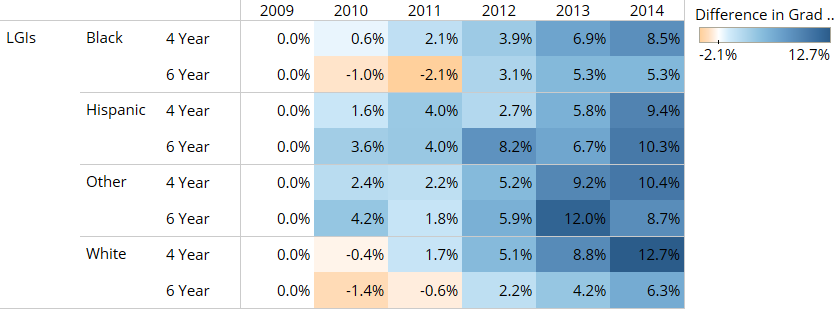 2009 2010 2011 2012 2013 2014
Difference in Grad ..
-2.1% 12.7%
LGIs Black 4 Year 0.0% 0.6% 2.1% 3.9% 6.9% 8.5%
6 Year 0.0% -1.0% -2.1% 3.1% 5.3% 5.3%
Hispanic 4 Year 0.0% 1.6% 4.0% 2.7% 5.8% 9.4%
6 Year 0.0% 3.6% 4.0% 8.2% 6.7% 10.3%
Other 4 Year 0.0% 2.4% 2.2% 5.2% 9.2% 10.4%
6 Year 0.0% 4.2% 1.8% 5.9% 12.0% 8.7%
White 4 Year 0.0% -0.4% 1.7% 5.1% 8.8% 12.7%
6 Year 0.0% -1.4% -0.6% 2.2% 4.2% 6.3%